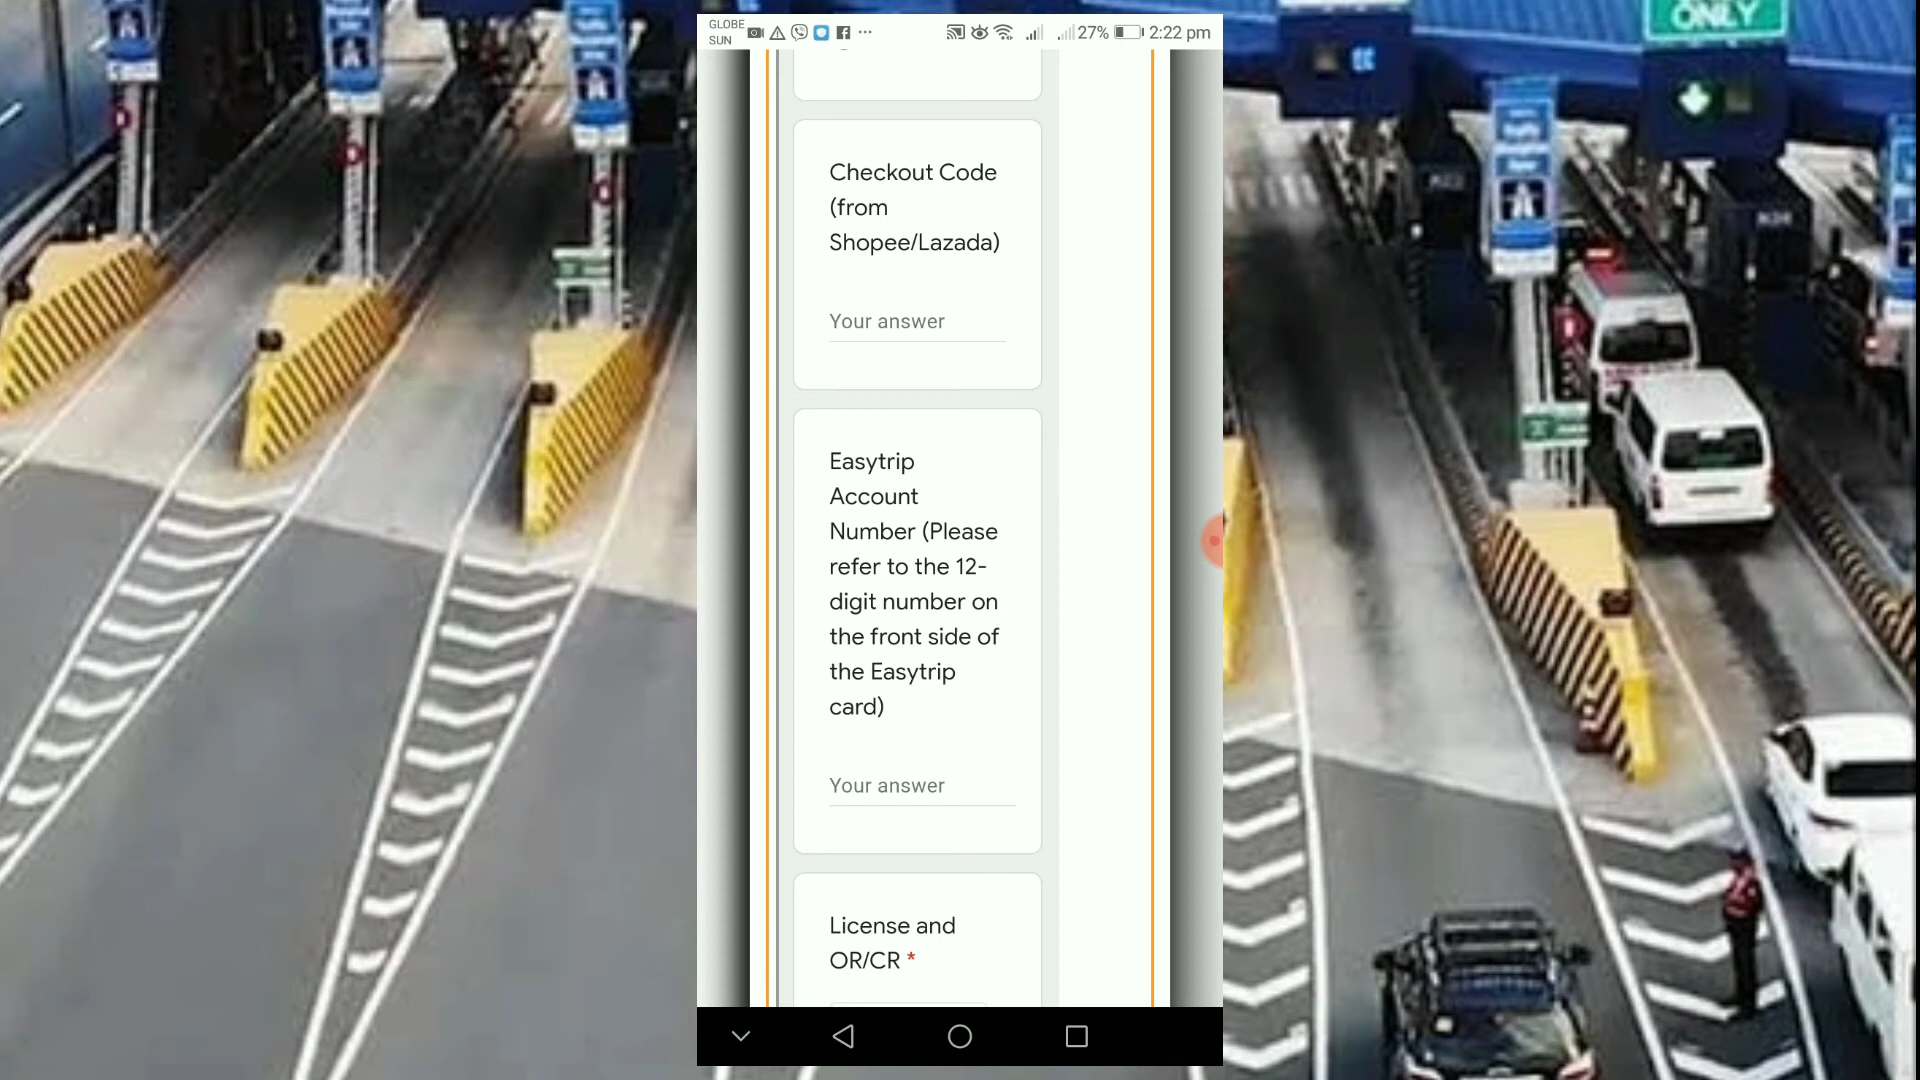 ONLY
GLOBE
SUN
27%
2:22 pm
Checkout Code
(from
Shopee/Lazada)
Your answer
Easytrip
Account
Number (Please
refer to the 12-
digit number on
the front side of
the Easytrip
card)
Your answer
License and
OR/CR *